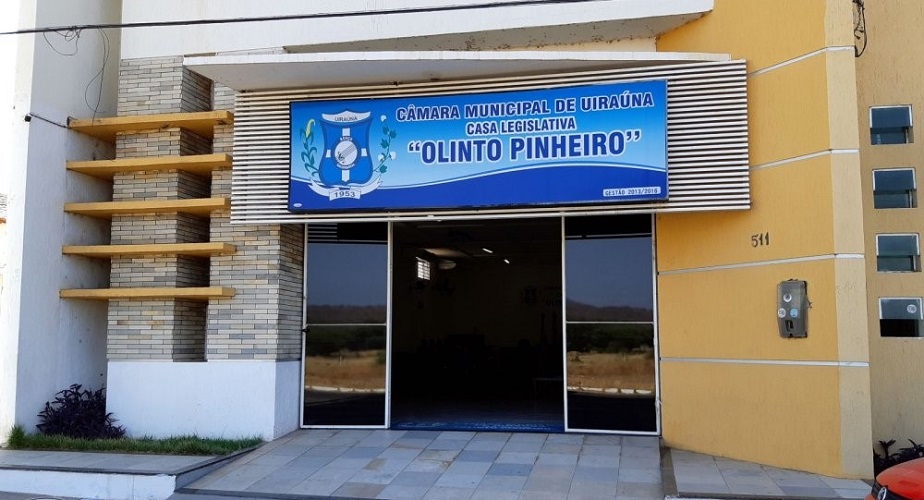 CÂMARA MUNICIPAL DE UIRAÚNA
CASA LEGISLATIVA
"OLINTO PINHEIRO"
UIRAÚNA
1953
GESTÃO 2013/2016
511